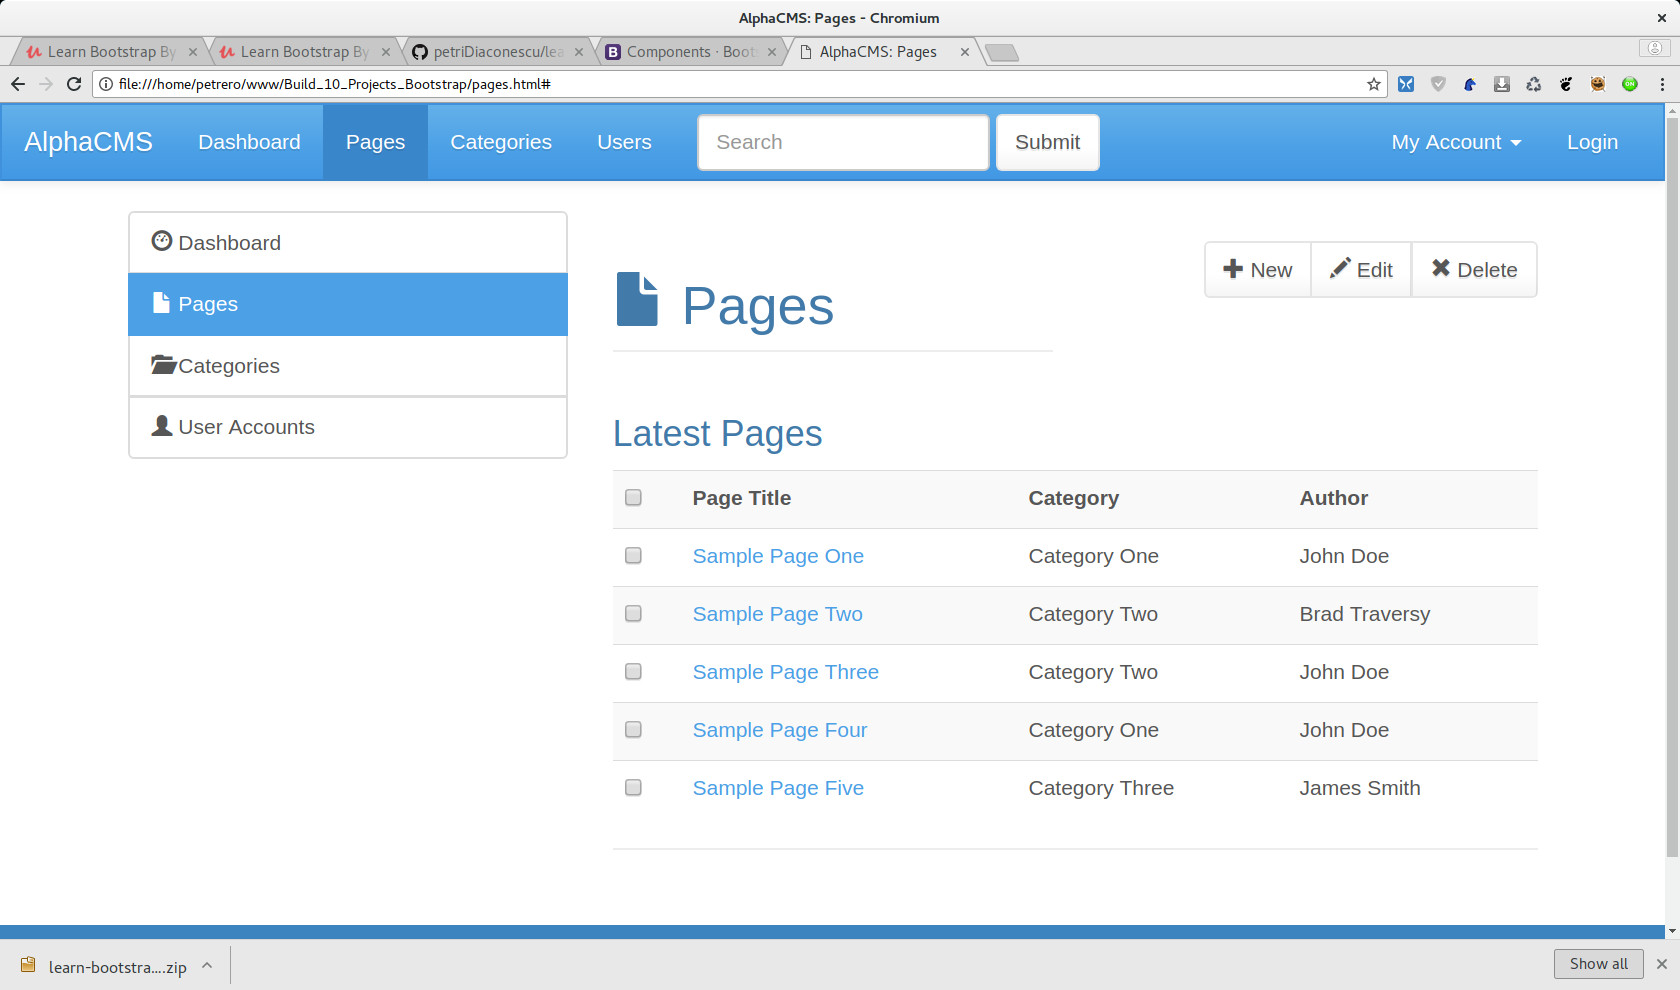 AlphaCMS: Pages - Chromium
Learn Bootstrap By
Learn Bootstrap By
petriDiaconescu/lea
Components · Boots
AlphaCMS: Pages
file:///home/petrero/www/Build_10_Projects_Bootstrap/pages.html#
AlphaCMS Dashboard Pages Categories Users Search Submit My Account Login
Dashboard
Pages
Categories
User Accounts
Pages
New Edit Delete
Latest Pages
Page Title Category Author
Sample Page One Category One John Doe
Sample Page Two Category Two Brad Traversy
Sample Page Three Category Two John Doe
Sample Page Four Category One John Doe
Sample Page Five Category Three James Smith
learn-bootstra....zip
Show all